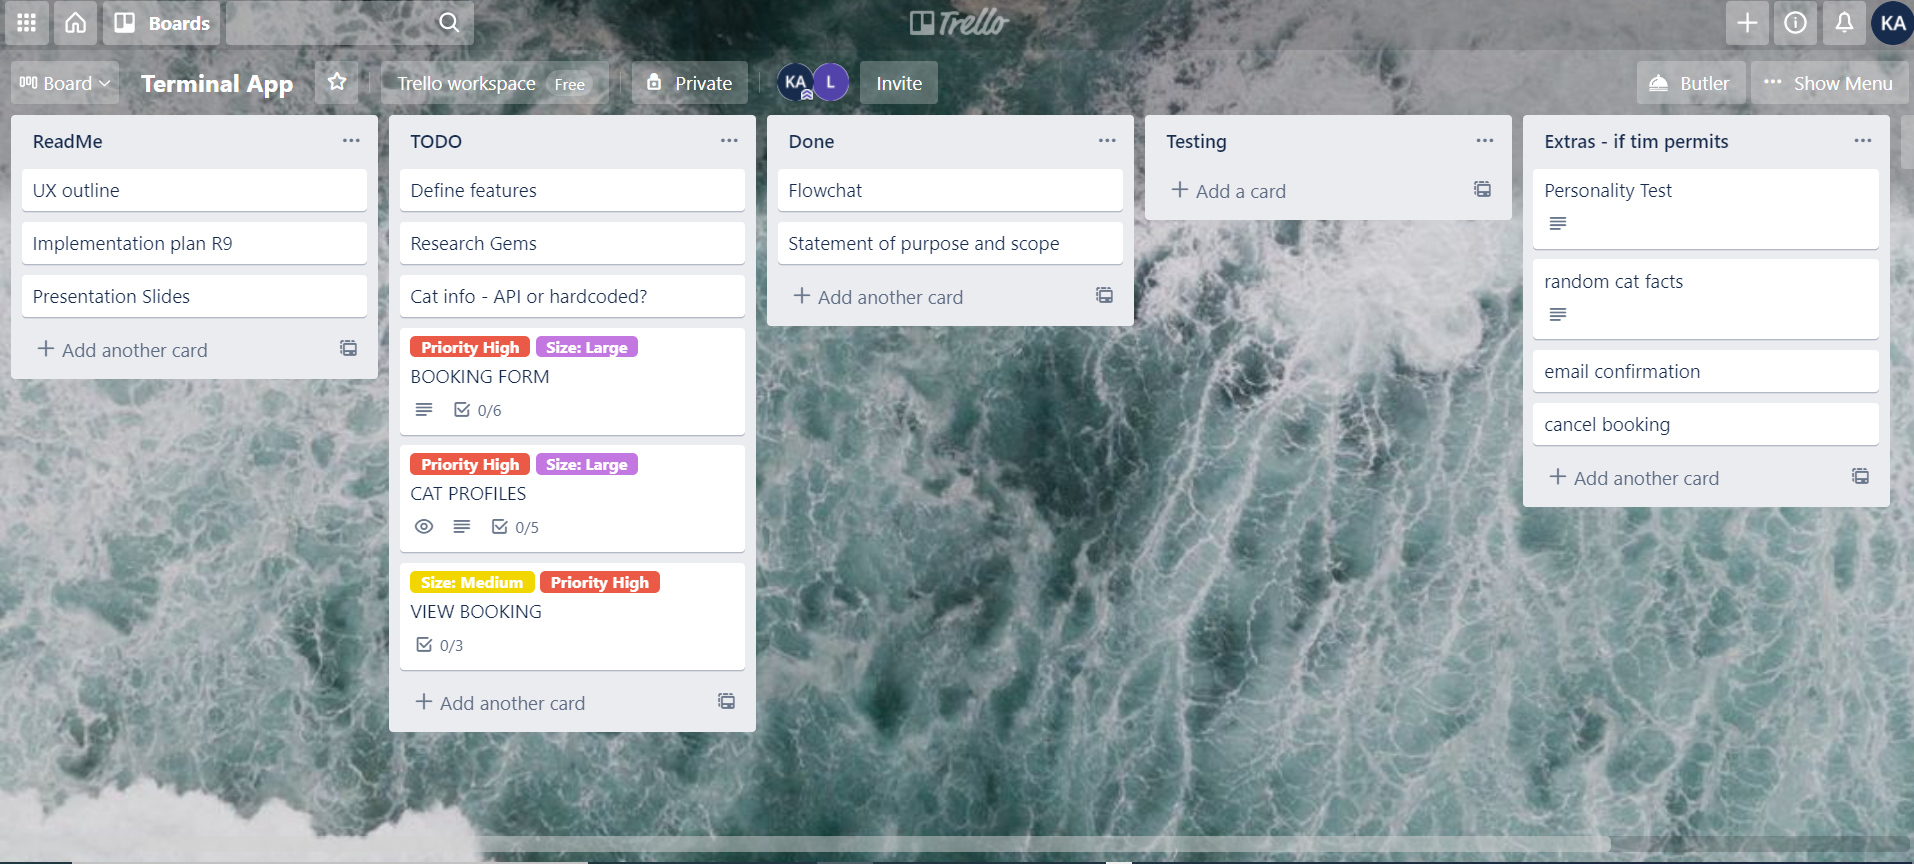 Boards
Trello
KA
Board
Terminal App
Trello workspace Free
Private
KA L
Invite
Butler
Show Menu
ReadMe
UX outline
Implementation plan R9
Presentation Slides
Add another card
TODO
Define features
Research Gems
Cat info - API or hardcoded?
Priority High Size: Large
BOOKING FORM
0/6
Priority High Size: Large
CAT PROFILES
0/5
Size: Medium Priority High
VIEW BOOKING
0/3
Add another card
Done
Flowchat
Statement of purpose and scope
Add another card
Testing
Add a card
Extras - if tim permits
Personality Test
random cat facts
email confirmation
cancel booking
Add another card